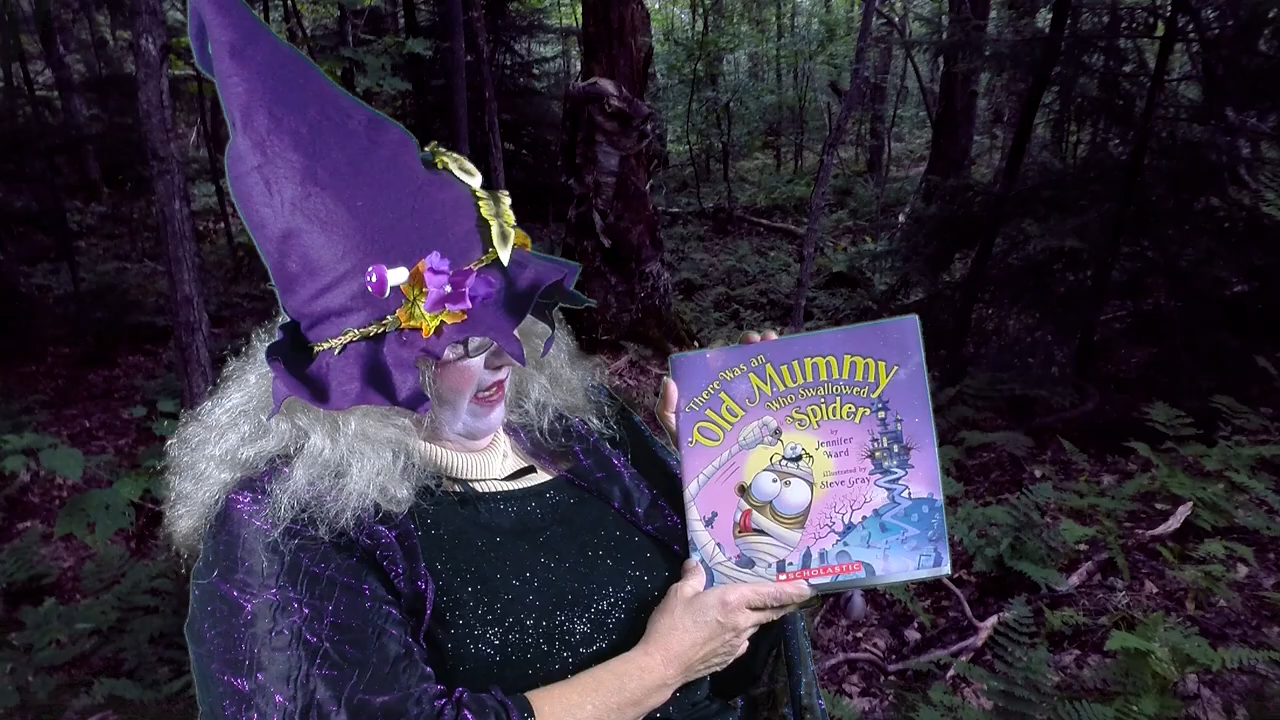 There Was an
Old Mummy
Who Swallowed
a Spider
by
Jennifer
Ward
illustrated by
Steve Gray
SCHOLASTIC